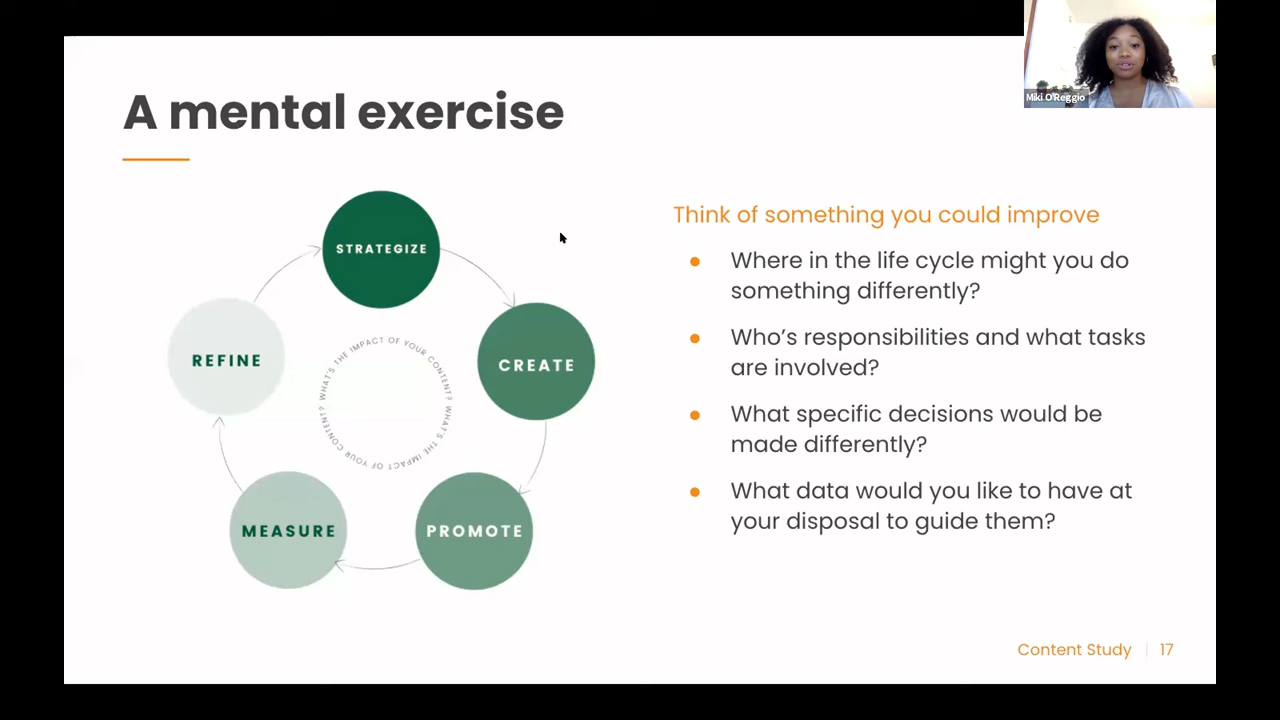 Miki O'Reggio
A mental exercise
STRATEGIZE
CREATE
PROMOTE
MEASURE
REFINE
WHAT'S THE IMPACT OF YOUR CONTENT? WHAT'S THE IMPACT OF YOUR CONTENT?
Think of something you could improve
Where in the life cycle might you do
something differently?
Who's responsibilities and what tasks
are involved?
What specific decisions would be
made differently?
What data would you like to have at
your disposal to guide them?
Content Study | 17